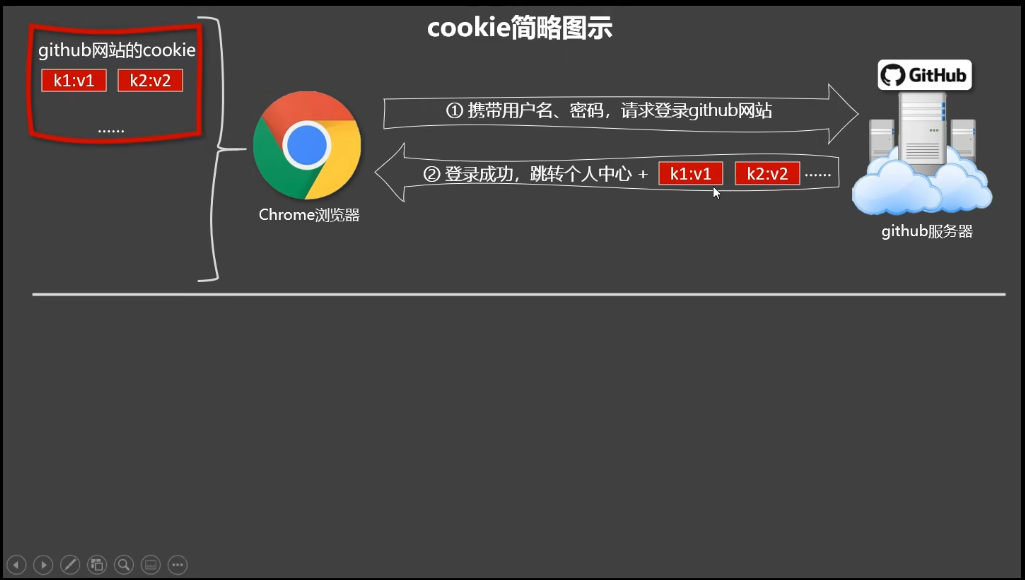 cookie简略图示
github网站的cookie
k1:v1 k2:v2
……
GitHub
① 携带用户名、密码，请求登录github网站
② 登录成功，跳转个人中心 + k1:v1 k2:v2 ……
Chrome浏览器
github服务器